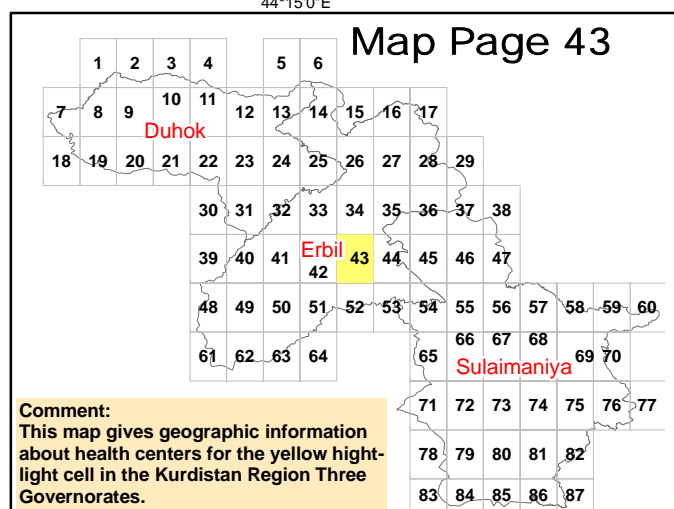 44°15'0"E
Map Page 43
1 2 3 4 5 6
7 8 9 10 11 12 13 14 15 16 17
Duhok
18 19 20 21 22 23 24 25 26 27 28 29
30 31 32 33 34 35 36 37 38
Erbil
39 40 41 42 43 44 45 46 47
48 49 50 51 52 53 54 55 56 57 58 59 60
61 62 63 64 65 66 67 68 69 70
Sulaimaniya
71 72 73 74 75 76 77
78 79 80 81 82
83 84 85 86 87
Comment:
This map gives geographic information
about health centers for the yellow hight-
light cell in the Kurdistan Region Three
Governorates.